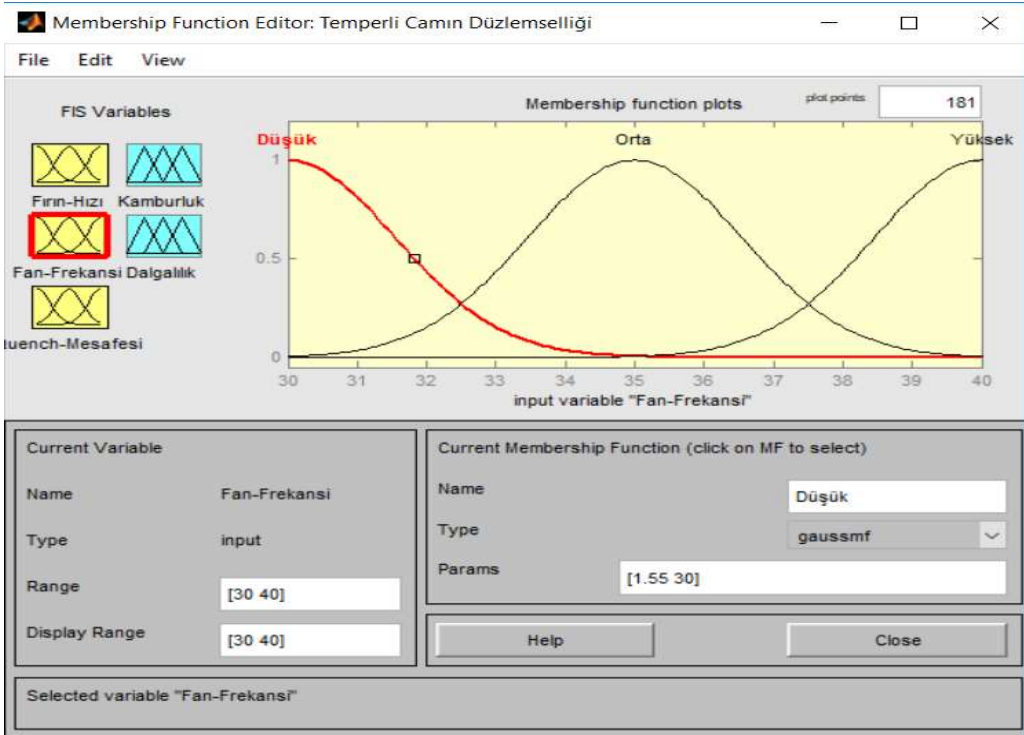 Membership Function Editor: Temperli Camın Düzlemselliği
File Edit View
FIS Variables
Fırın-Hızı Kamburluk
Fan-Frekansi Dalgalılık
uench-Mesafesi
Membership function plots
plot points:
181
Düşük Orta Yüksek
1
0.5
0
30 31 32 33 34 35 36 37 38 39 40
input variable "Fan-Frekansi"
Current Variable
Name Fan-Frekansi
Type input
Range [30 40]
Display Range [30 40]
Current Membership Function (click on MF to select)
Name Düşük
Type gaussmf
Params [1.55 30]
Help Close
Selected variable "Fan-Frekansi"